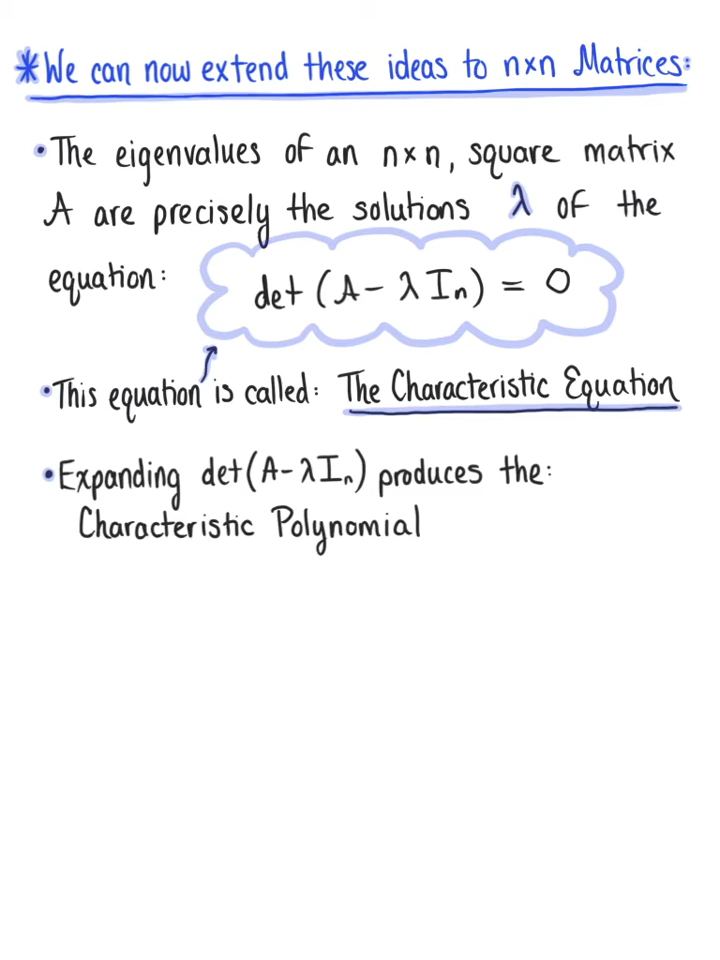 *We can now extend these ideas to n×n Matrices:
•The eigenvalues of an n×n, square matrix
A are precisely the solutions λ of the
equation: det (A - λ Iₙ) = 0
•This equation is called: The Characteristic Equation
•Expanding det(A-λIₙ) produces the:
Characteristic Polynomial